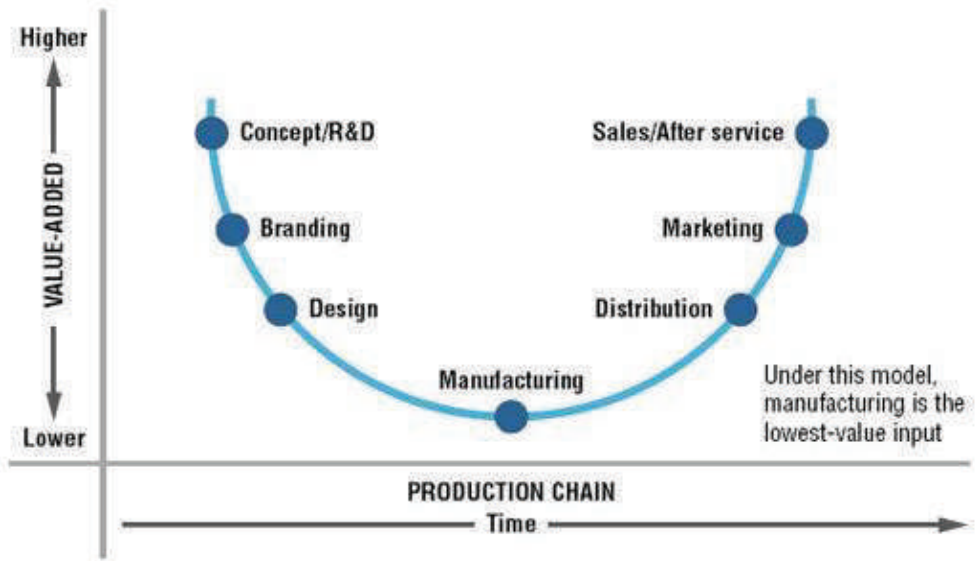 Higher
VALUE-ADDED
Lower
Concept/R&D
Branding
Design
Manufacturing
Sales/After service
Marketing
Distribution
Under this model,
manufacturing is the
lowest-value input
PRODUCTION CHAIN
Time